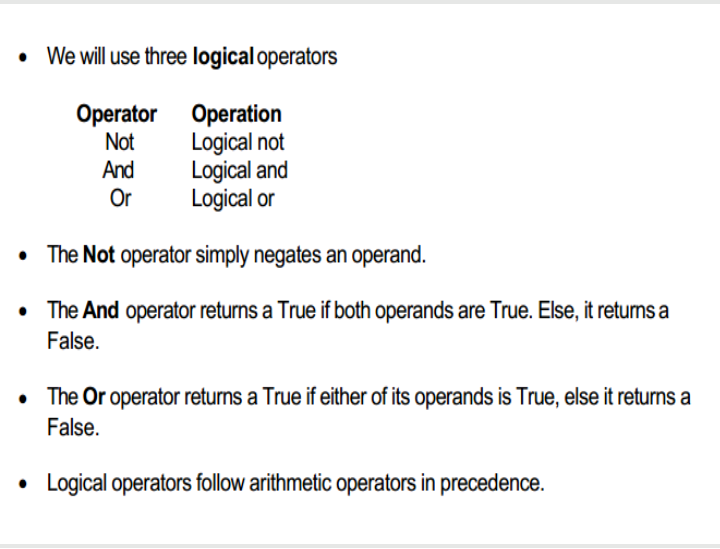 • We will use three logical operators
Operator Operation
Not Logical not
And Logical and
Or Logical or
• The Not operator simply negates an operand.
• The And operator returns a True if both operands are True. Else, it returns a
False.
• The Or operator returns a True if either of its operands is True, else it returns a
False.
• Logical operators follow arithmetic operators in precedence.